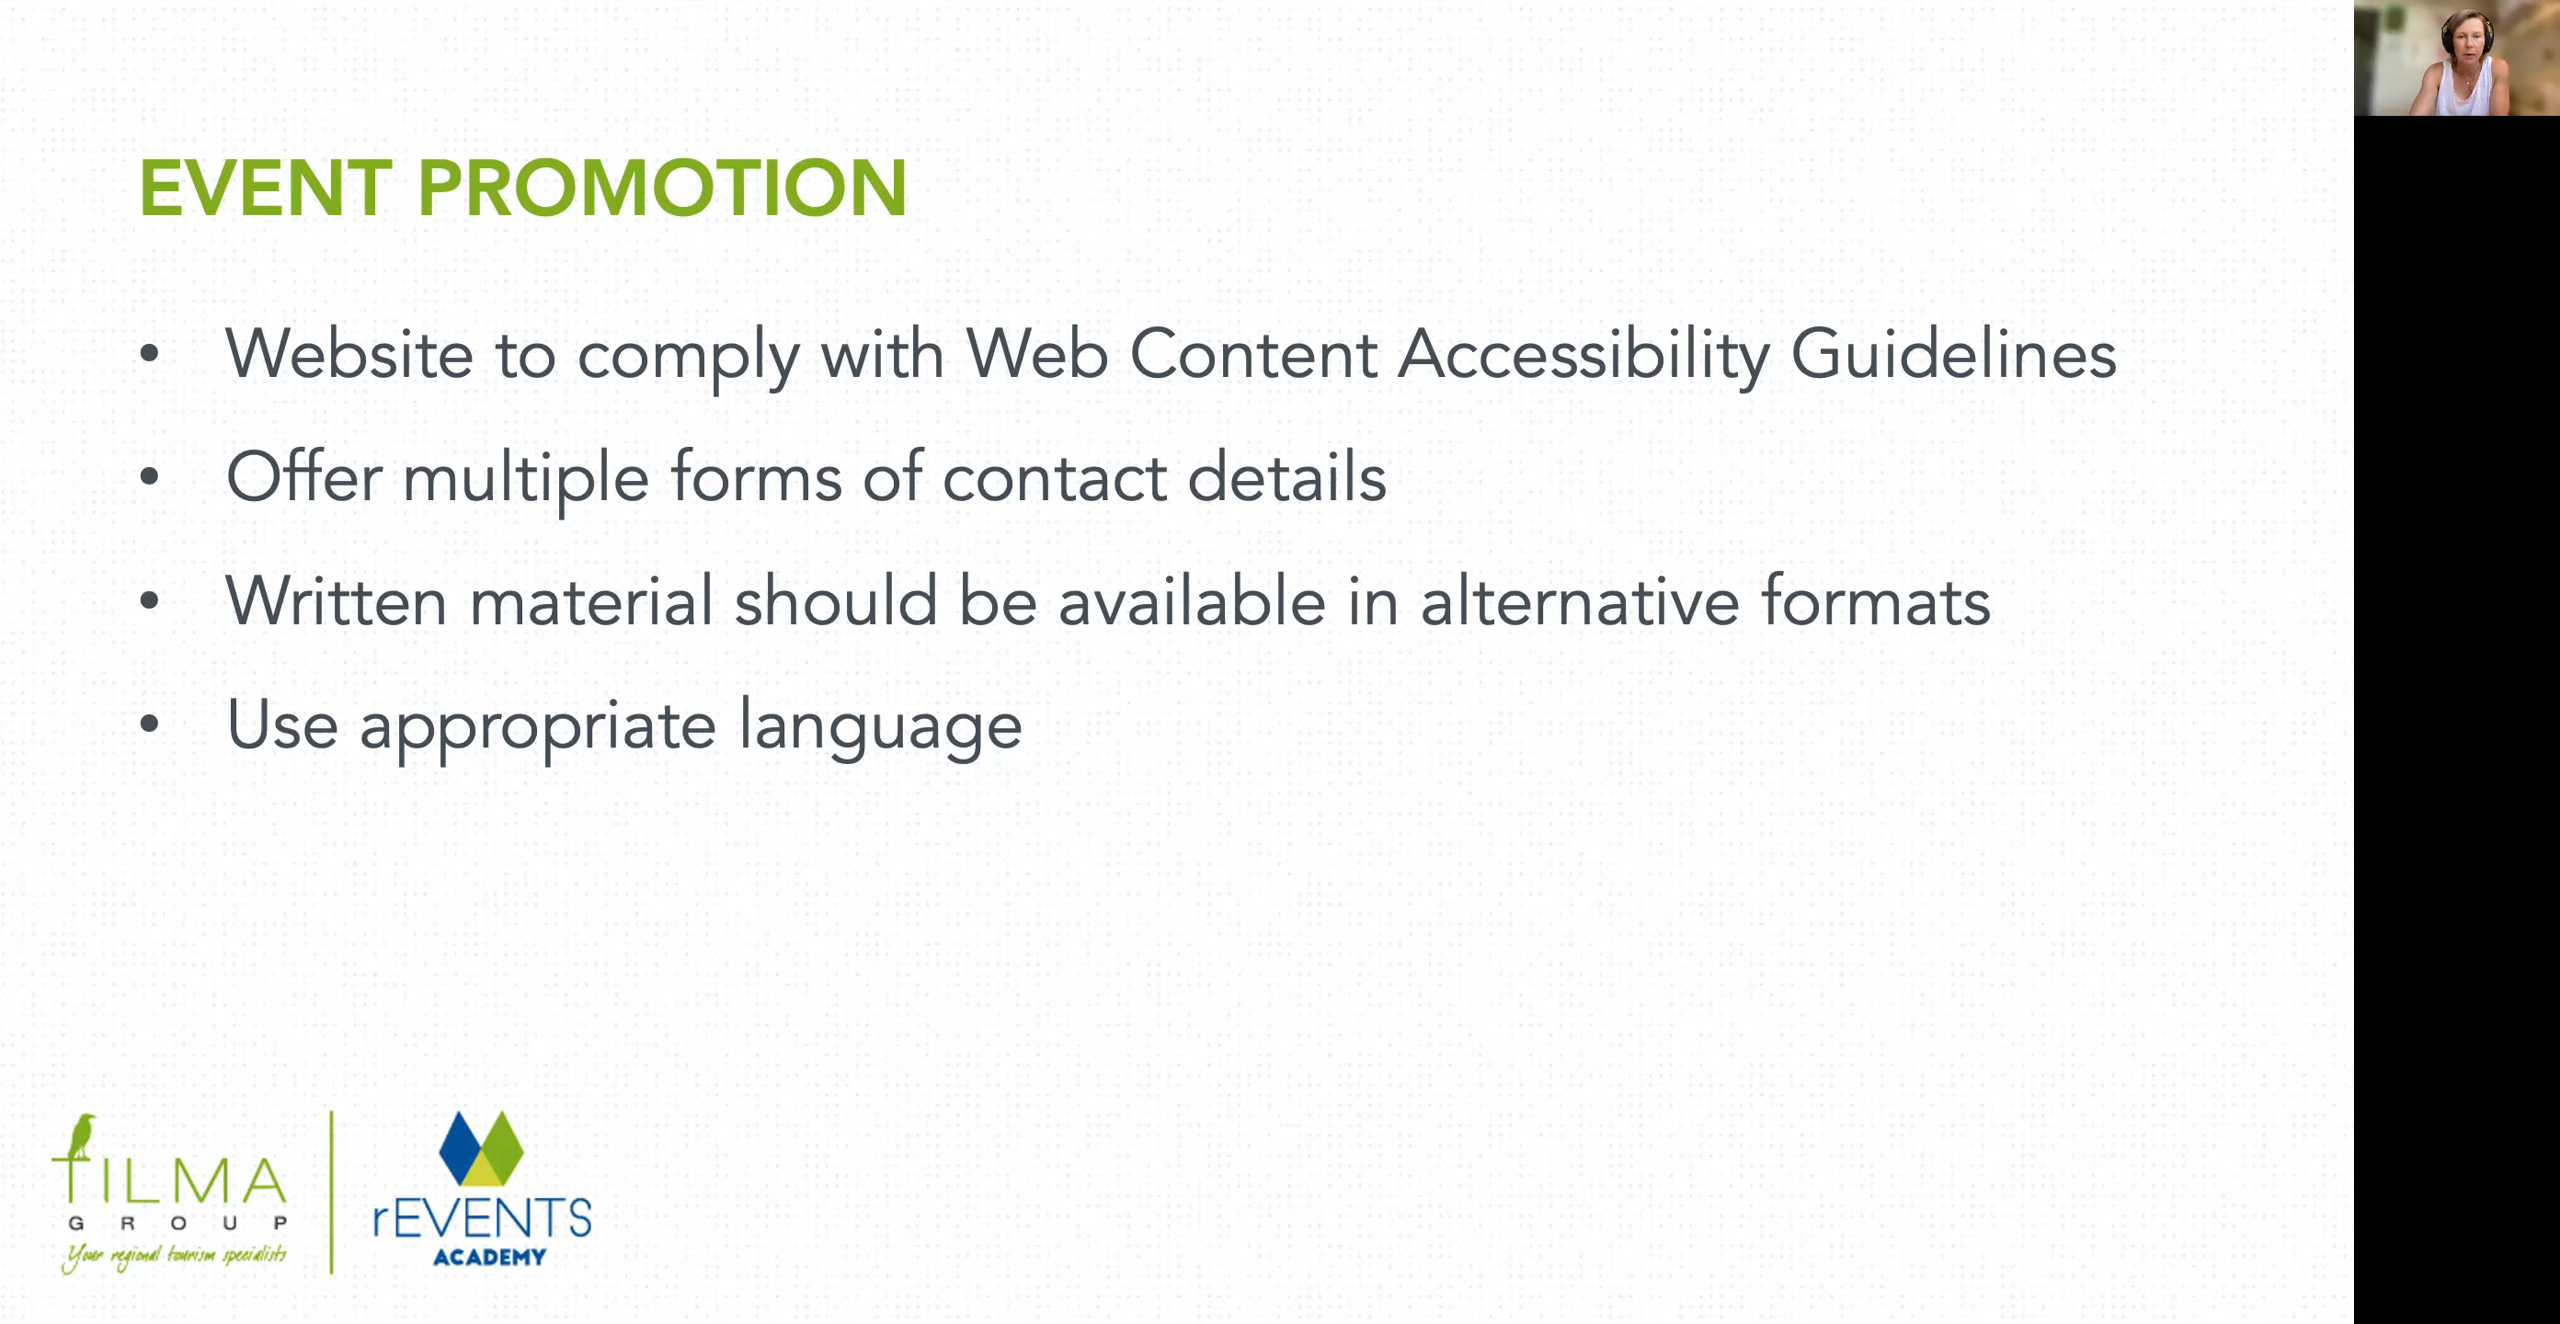 EVENT PROMOTION
• Website to comply with Web Content Accessibility Guidelines
• Offer multiple forms of contact details
• Written material should be available in alternative formats
• Use appropriate language
TILMA
GROUP
Your regional tourism specialists
rEVENTS
ACADEMY